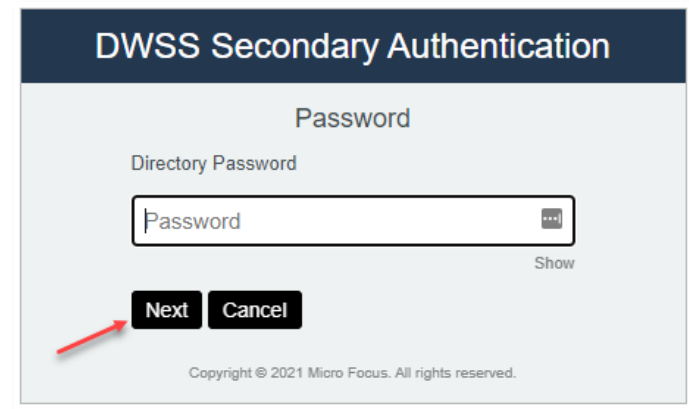 DWSS Secondary Authentication
Password
Directory Password
Password
Show
Next Cancel
Copyright © 2021 Micro Focus. All rights reserved.